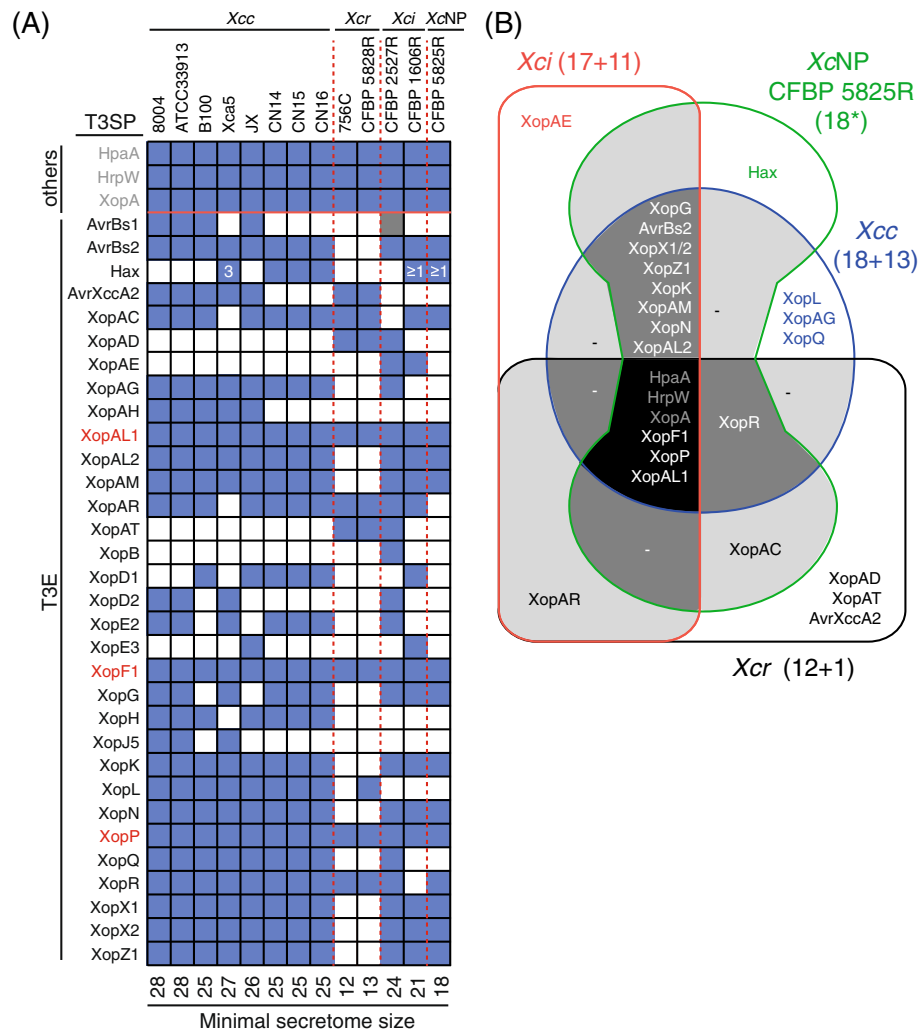 (A)
Xcc Xcr Xci XcNP
T3SP 8004 ATCC33913 B100 Xca5 JX CN14 CN15 CN16 756C CFBP 5828R CFBP 2527R CFBP 1606R CFBP 5825R
others
HpaA
HrpW
XopA
T3E
AvrBs1
AvrBs2
Hax 3 ≥1 ≥1
AvrXccA2
XopAC
XopAD
XopAE
XopAG
XopAH
XopAL1
XopAL2
XopAM
XopAR
XopAT
XopB
XopD1
XopD2
XopE2
XopE3
XopF1
XopG
XopH
XopJ5
XopK
XopL
XopN
XopP
XopQ
XopR
XopX1
XopX2
XopZ1
28 28 25 27 26 25 25 25 12 13 24 21 18
Minimal secretome size
(B)
Xci (17+11)
XcNP
CFBP 5825R
(18*)
XopAE
Hax
Xcc
(18+13)
XopG
AvrBs2
XopX1/2
XopZ1
XopK
XopAM
XopN
XopAL2
-
-
XopL
XopAG
XopQ
HpaA
HrpW
XopA
XopF1
XopP
XopAL1
-
XopR
-
-
XopAC
XopAR
XopAD
XopAT
AvrXccA2
Xcr (12+1)